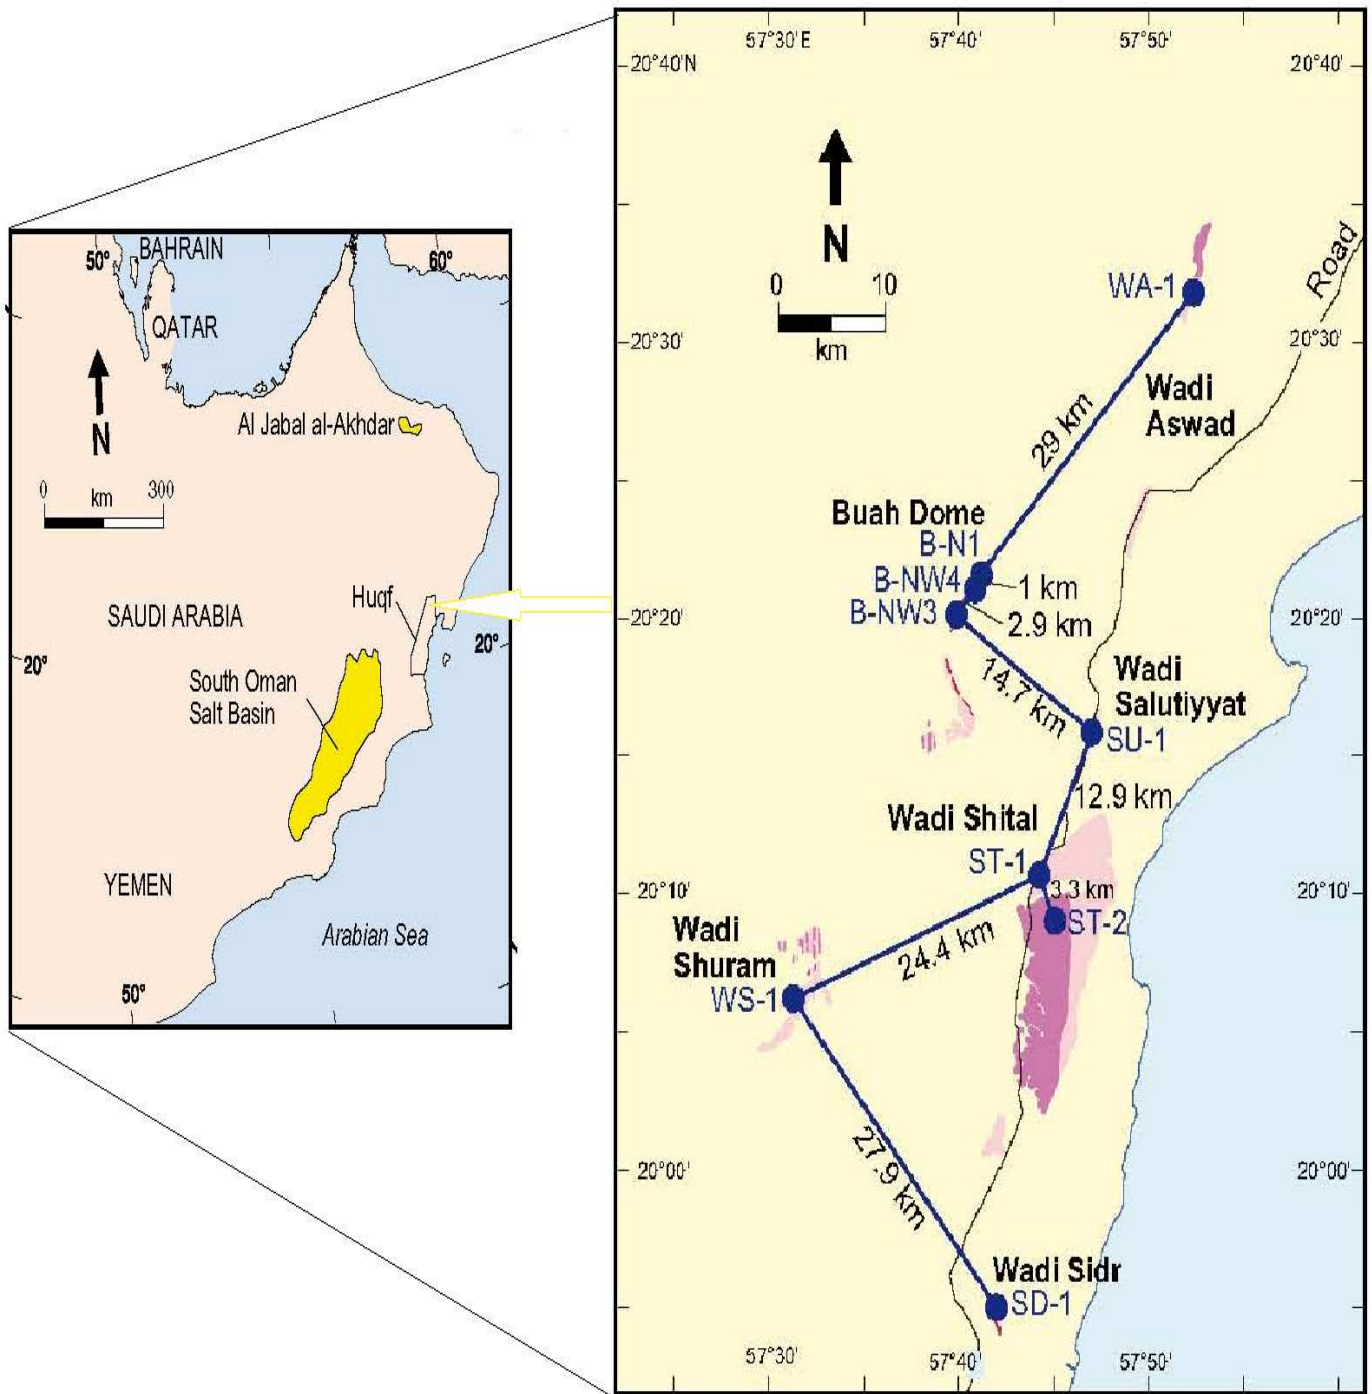 50°
BAHRAIN
60°
QATAR
N
Al Jabal al-Akhdar
0 km 300
Huqf
SAUDI ARABIA
20°
20°
South Oman
Salt Basin
YEMEN
Arabian Sea
50°
57°30'E
57°40'
57°50'
20°40'N
20°40'
N
0 10
km
Road
WA-1
20°30'
20°30'
Wadi
Aswad
29 km
Buah Dome
B-N1
B-NW4
1 km
B-NW3
2.9 km
20°20'
20°20'
14.7 km
Wadi
Salutiyyat
SU-1
12.9 km
Wadi Shital
ST-1
3.3 km
20°10'
20°10'
ST-2
24.4 km
Wadi
Shuram
WS-1
27.9 km
20°00'
20°00'
Wadi Sidr
SD-1
57°30'
57°40'
57°50'